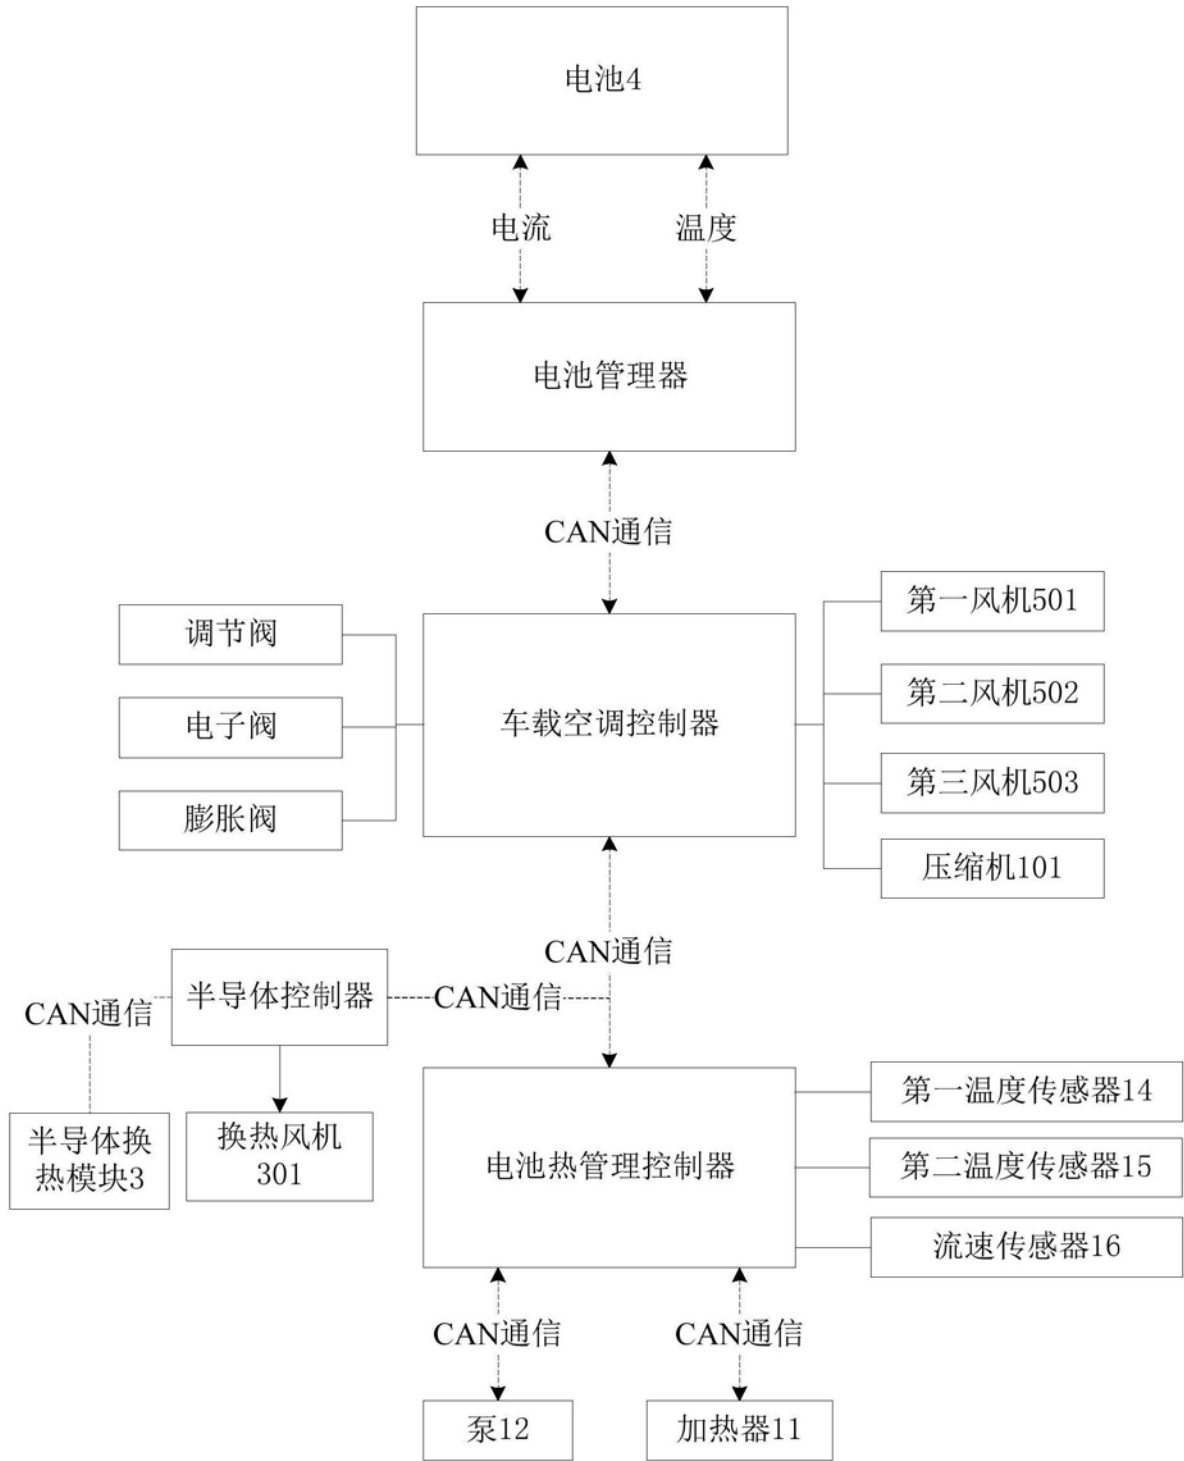 电池4
电流
温度
电池管理器
CAN通信
调节阀
电子阀
膨胀阀
车载空调控制器
第一风机501
第二风机502
第三风机503
压缩机101
CAN通信
CAN通信
半导体控制器
CAN通信
半导体换
热模块3
换热风机
301
电池热管理控制器
第一温度传感器14
第二温度传感器15
流速传感器16
CAN通信
CAN通信
泵12
加热器11